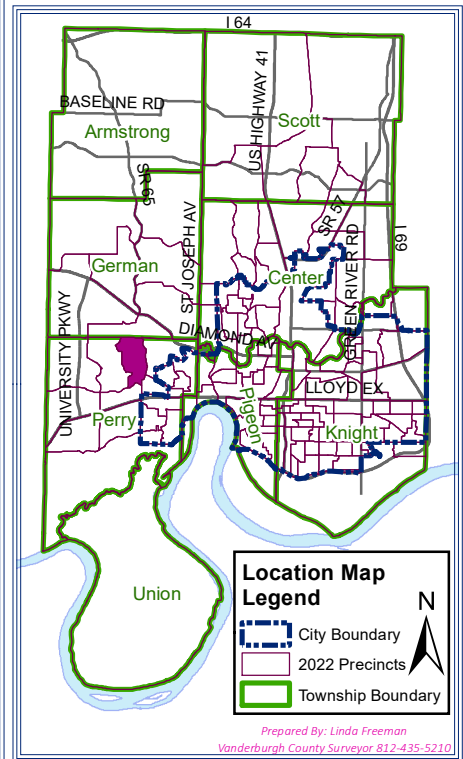 I 64
US HIGHWAY 41
BASELINE RD
Scott
Armstrong
SR 65
ST JOSEPH AV
SR 57
GREEN RIVER RD
I 69
German
Center
UNIVERSITY PKWY
DIAMOND AV
LLOYD EX
Perry
Pigeon
Knight
Union
Location Map
Legend
N
City Boundary
2022 Precincts
Township Boundary
Prepared By: Linda Freeman
Vanderburgh County Surveyor 812-435-5210